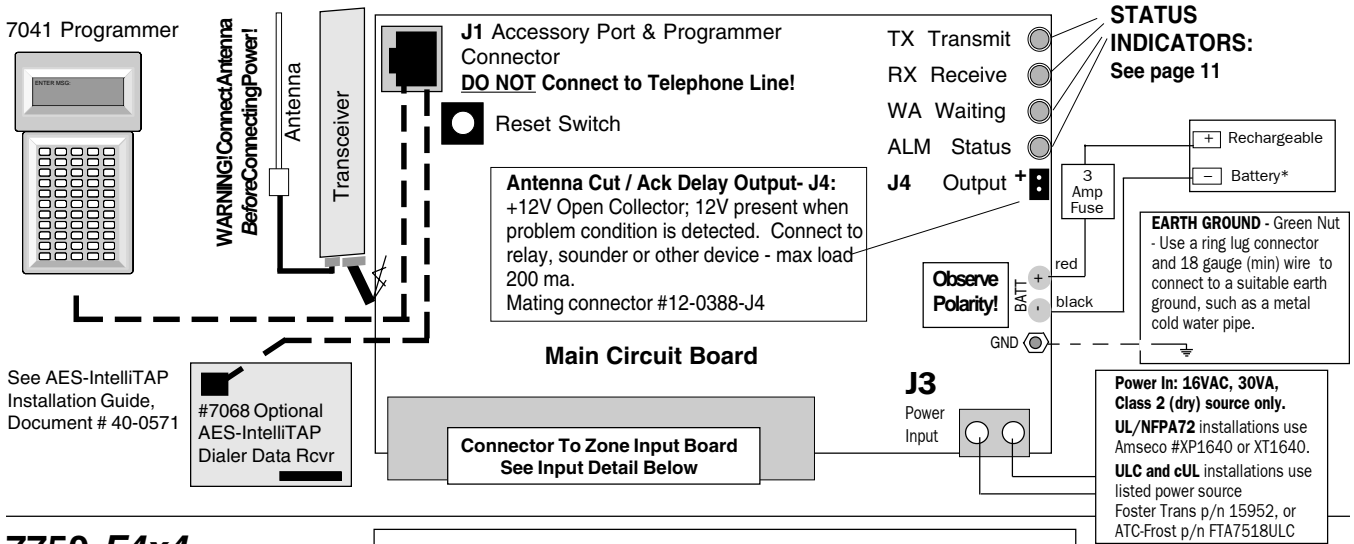 7041 Programmer
ENTER MSG:
WARNING! Connect Antenna
Before Connecting Power!
Antenna
Transceiver
J1 Accessory Port & Programmer
Connector
DO NOT Connect to Telephone Line!
Reset Switch
TX Transmit
RX Receive
WA Waiting
ALM Status
J4 Output +
STATUS
INDICATORS:
See page 11
Antenna Cut / Ack Delay Output- J4:
+12V Open Collector; 12V present when
problem condition is detected. Connect to
relay, sounder or other device - max load
200 ma.
Mating connector #12-0388-J4
3
Amp
Fuse
+ Rechargeable
- Battery*
EARTH GROUND - Green Nut
- Use a ring lug connector
and 18 gauge (min) wire to
connect to a suitable earth
ground, such as a metal
cold water pipe.
Observe
Polarity!
BATT
+
-
red
black
GND
Main Circuit Board
See AES-IntelliTAP
Installation Guide,
Document # 40-0571
#7068 Optional
AES-IntelliTAP
Dialer Data Rcvr
Connector To Zone Input Board
See Input Detail Below
J3
Power
Input
Power In: 16VAC, 30VA,
Class 2 (dry) source only.
UL/NFPA72 installations use
Amseco #XP1640 or XT1640.
ULC and cUL installations use
listed power source
Foster Trans p/n 15952, or
ATC-Frost p/n FTA7518ULC